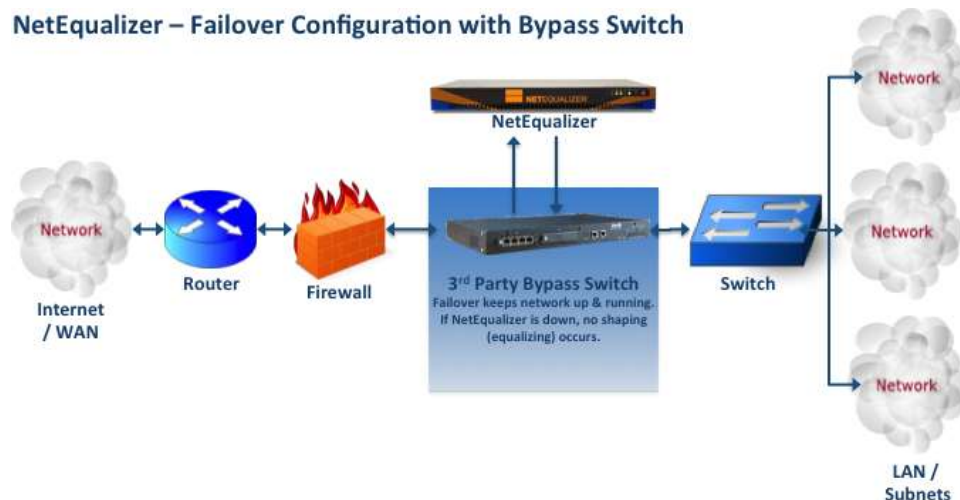 NetEqualizer – Failover Configuration with Bypass Switch
NETEQUALIZER
NetEqualizer
Network
Network
Network
Network
Internet
/ WAN
Router
Firewall
3rd Party Bypass Switch
Failover keeps network up & running.
If NetEqualizer is down, no shaping
(equalizing) occurs.
Switch
LAN /
Subnets